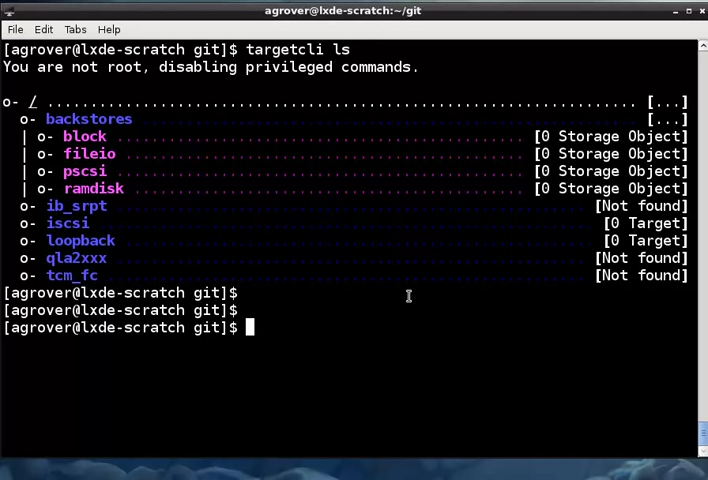 agrover@lxde-scratch:~/git
File Edit Tabs Help
[agrover@lxde-scratch git]$ targetcli ls
You are not root, disabling privileged commands.
o- / ................................................................... [...]
o- backstores ........................................................ [...]
| o- block ............................................... [0 Storage Object]
| o- fileio .............................................. [0 Storage Object]
| o- pscsi ............................................... [0 Storage Object]
| o- ramdisk ............................................. [0 Storage Object]
o- ib_srpt ..................................................... [Not found]
o- iscsi ........................................................ [0 Target]
o- loopback ..................................................... [0 Target]
o- qla2xxx ..................................................... [Not found]
o- tcm_fc ...................................................... [Not found]
[agrover@lxde-scratch git]$
[agrover@lxde-scratch git]$
[agrover@lxde-scratch git]$